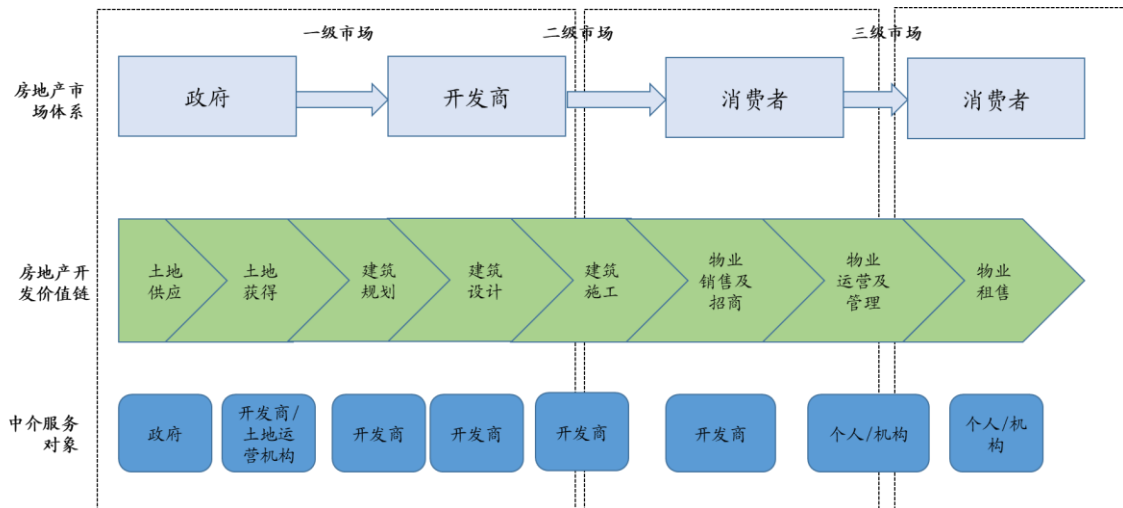 一级市场
二级市场
三级市场
房地产市
场体系
政府
开发商
消费者
消费者
房地产开
发价值链
土地
供应
土地
获得
建筑
规划
建筑
设计
建筑
施工
物业
销售及
招商
物业
运营及
管理
物业
租售
中介服务
对象
政府
开发商/
土地运
营机构
开发商
开发商
开发商
开发商
个人/机构
个人/机
构